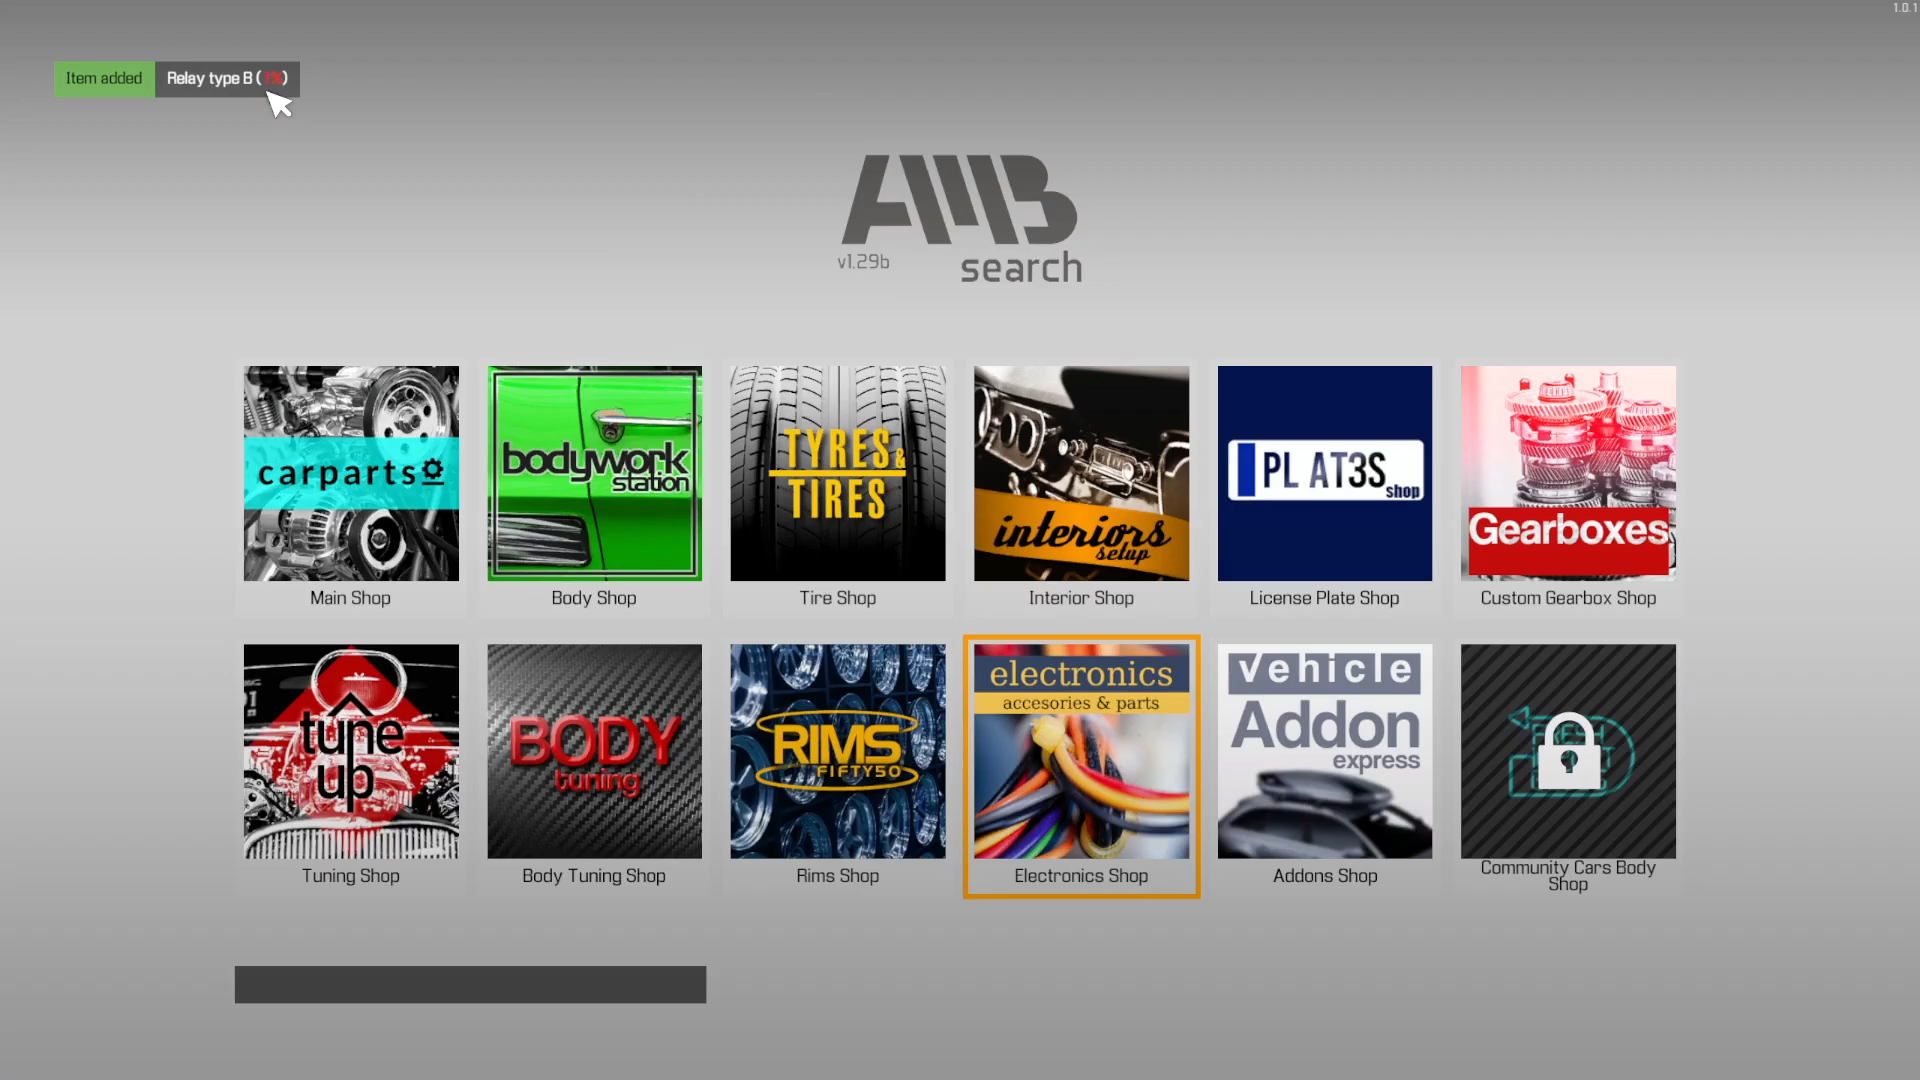 1.0.1
Item added Relay type B (1%)
AMB
v1.29b
search
carparts
bodywork
station
TYRES &
TIRES
interiors
setup
PL AT3S
shop
Gearboxes
Main Shop
Body Shop
Tire Shop
Interior Shop
License Plate Shop
Custom Gearbox Shop
tune
up
BODY
tuning
RIMS
FIFTY50
electronics
accesories & parts
vehicle
Addon
express
Tuning Shop
Body Tuning Shop
Rims Shop
Electronics Shop
Addons Shop
Community Cars Body
Shop